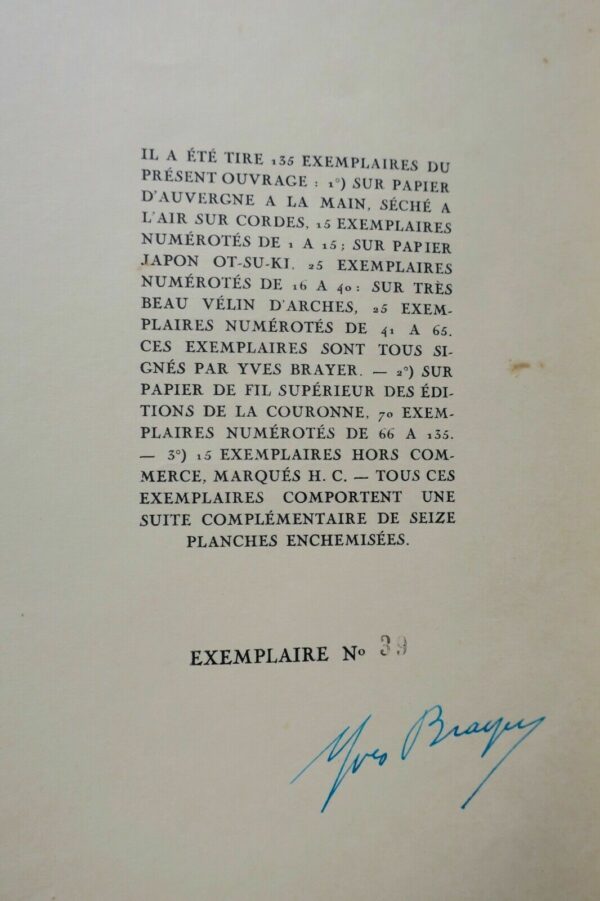 IL A ÉTÉ TIRE 135 EXEMPLAIRES DU
PRÉSENT OUVRAGE : 1°) SUR PAPIER
D'AUVERGNE A LA MAIN, SÉCHÉ A
L'AIR SUR CORDES, 15 EXEMPLAIRES
NUMÉROTÉS DE 1 A 15 ; SUR PAPIER
JAPON OT-SU-KI, 25 EXEMPLAIRES
NUMÉROTÉS DE 16 A 40 : SUR TRÈS
BEAU VÉLIN D'ARCHES, 25 EXEM-
PLAIRES NUMÉROTÉS DE 41 A 65.
CES EXEMPLAIRES SONT TOUS SI-
GNÉS PAR YVES BRAYER. — 2°) SUR
PAPIER DE FIL SUPÉRIEUR DES ÉDI-
TIONS DE LA COURONNE, 70 EXEM-
PLAIRES NUMÉROTÉS DE 66 A 135.
— 3°) 15 EXEMPLAIRES HORS COM-
MERCE, MARQUÉS H. C. — TOUS CES
EXEMPLAIRES COMPORTENT UNE
SUITE COMPLÉMENTAIRE DE SEIZE
PLANCHES ENCHEMISÉES.
EXEMPLAIRE No 39
Yves Brayer